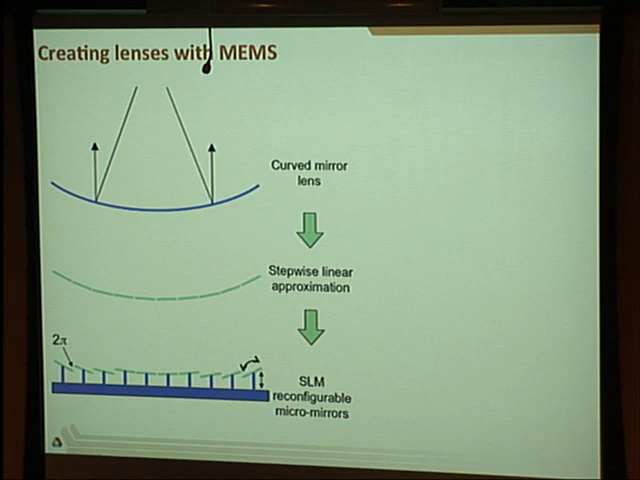 Creating lenses with MEMS
Curved mirror
lens
Stepwise linear
approximation
2π
SLM
reconfigurable
micro-mirrors